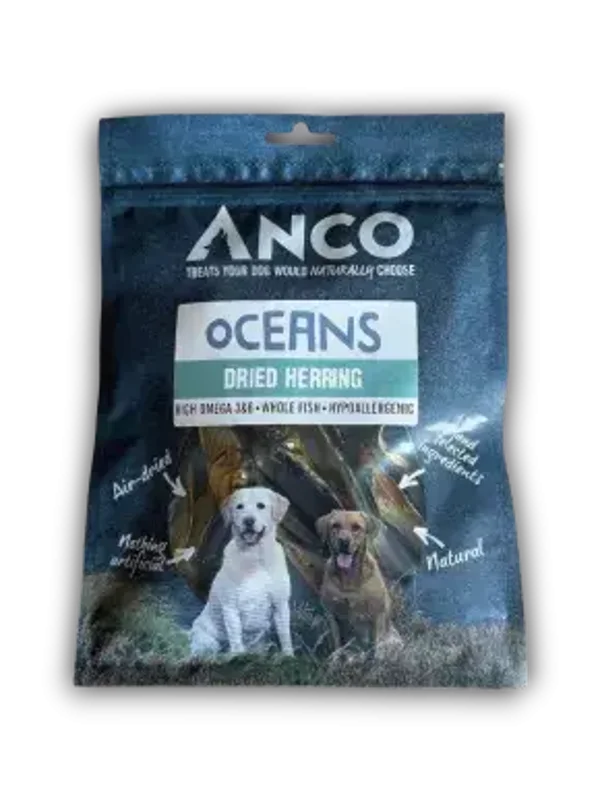 ANCO
TREATS YOUR DOG WOULD NATURALLY CHOOSE
OCEANS
DRIED HERRING
HIGH OMEGA 3&6 • WHOLE FISH • HYPOALLERGENIC
Hand
selected
ingredients
Air-dried
Nothing
artificial
Natural